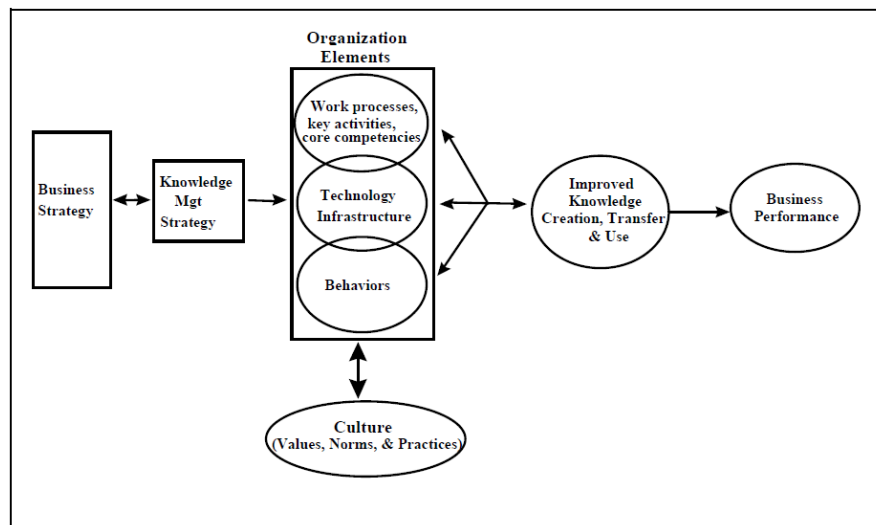 Organization
Elements
Work processes,
key activities,
core competencies
Business
Strategy
Knowledge
Mgt
Strategy
Technology
Infrastructure
Behaviors
Improved
Knowledge
Creation, Transfer
& Use
Business
Performance
Culture
(Values, Norms, & Practices)